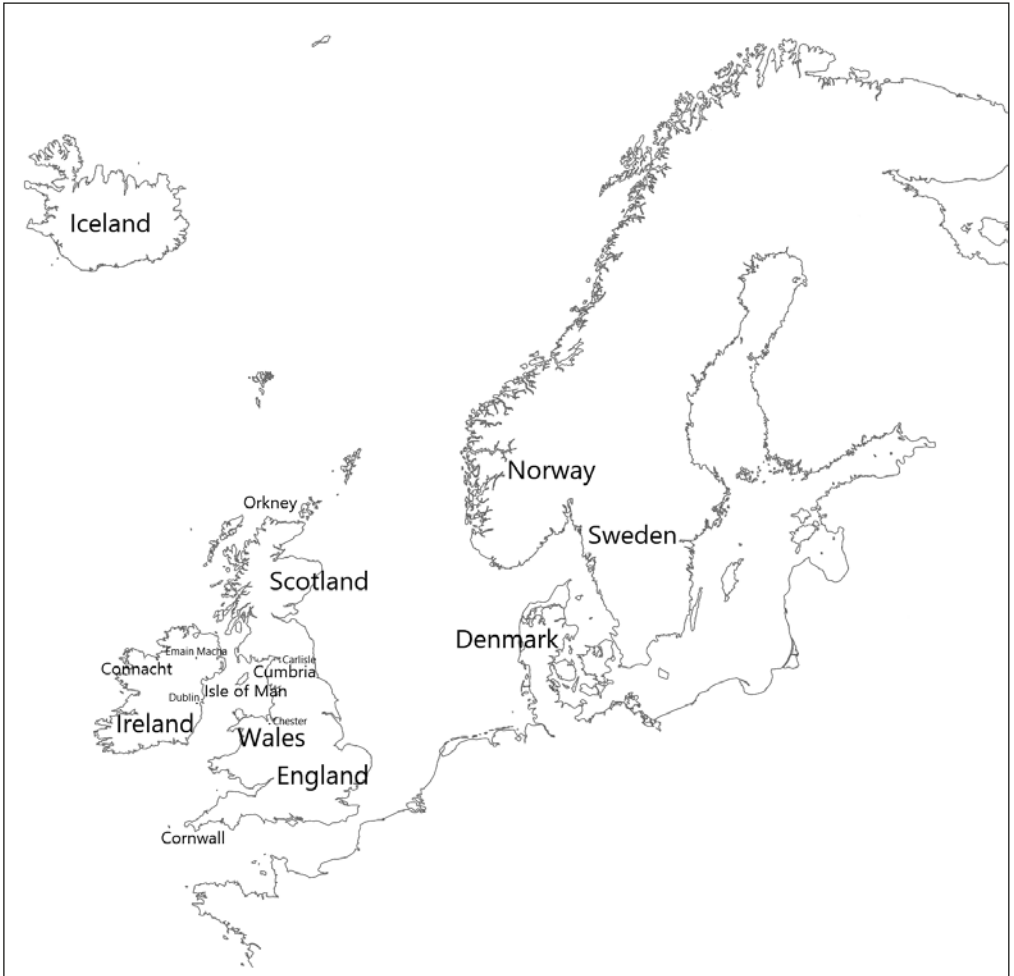 Iceland
Norway
Orkney
Sweden
Scotland
Denmark
Emain Macha
Carlisle
Connacht
Cumbria
Isle of Man
Dublin
Ireland
Chester
Wales
England
Cornwall